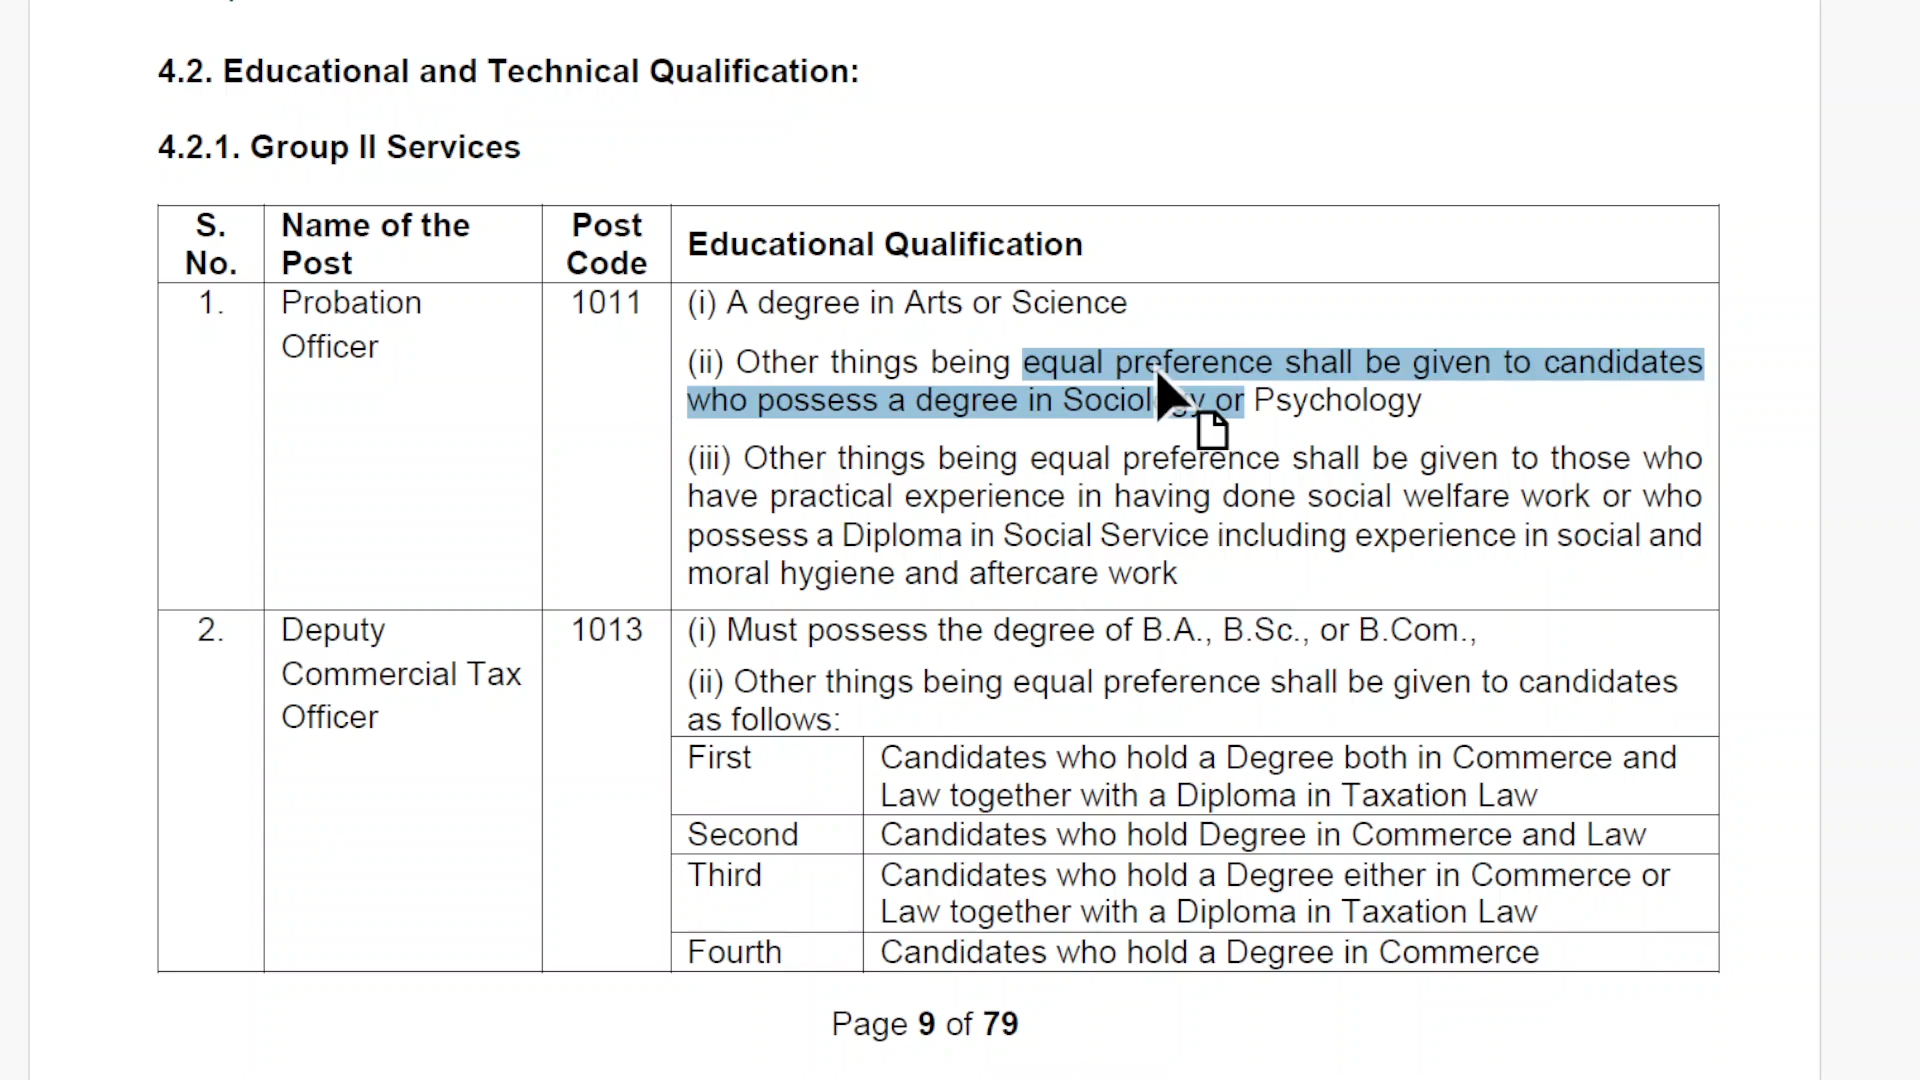 4.2. Educational and Technical Qualification:
4.2.1. Group II Services
S. No.
Name of the Post
Post Code
Educational Qualification
1.
Probation Officer
1011
(i) A degree in Arts or Science
(ii) Other things being equal preference shall be given to candidates
who possess a degree in Sociology or Psychology
(iii) Other things being equal preference shall be given to those who
have practical experience in having done social welfare work or who
possess a Diploma in Social Service including experience in social and
moral hygiene and aftercare work
2.
Deputy
Commercial Tax
Officer
1013
(i) Must possess the degree of B.A., B.Sc., or B.Com.,
(ii) Other things being equal preference shall be given to candidates
as follows:
First
Candidates who hold a Degree both in Commerce and
Law together with a Diploma in Taxation Law
Second
Candidates who hold Degree in Commerce and Law
Third
Candidates who hold a Degree either in Commerce or
Law together with a Diploma in Taxation Law
Fourth
Candidates who hold a Degree in Commerce
Page 9 of 79